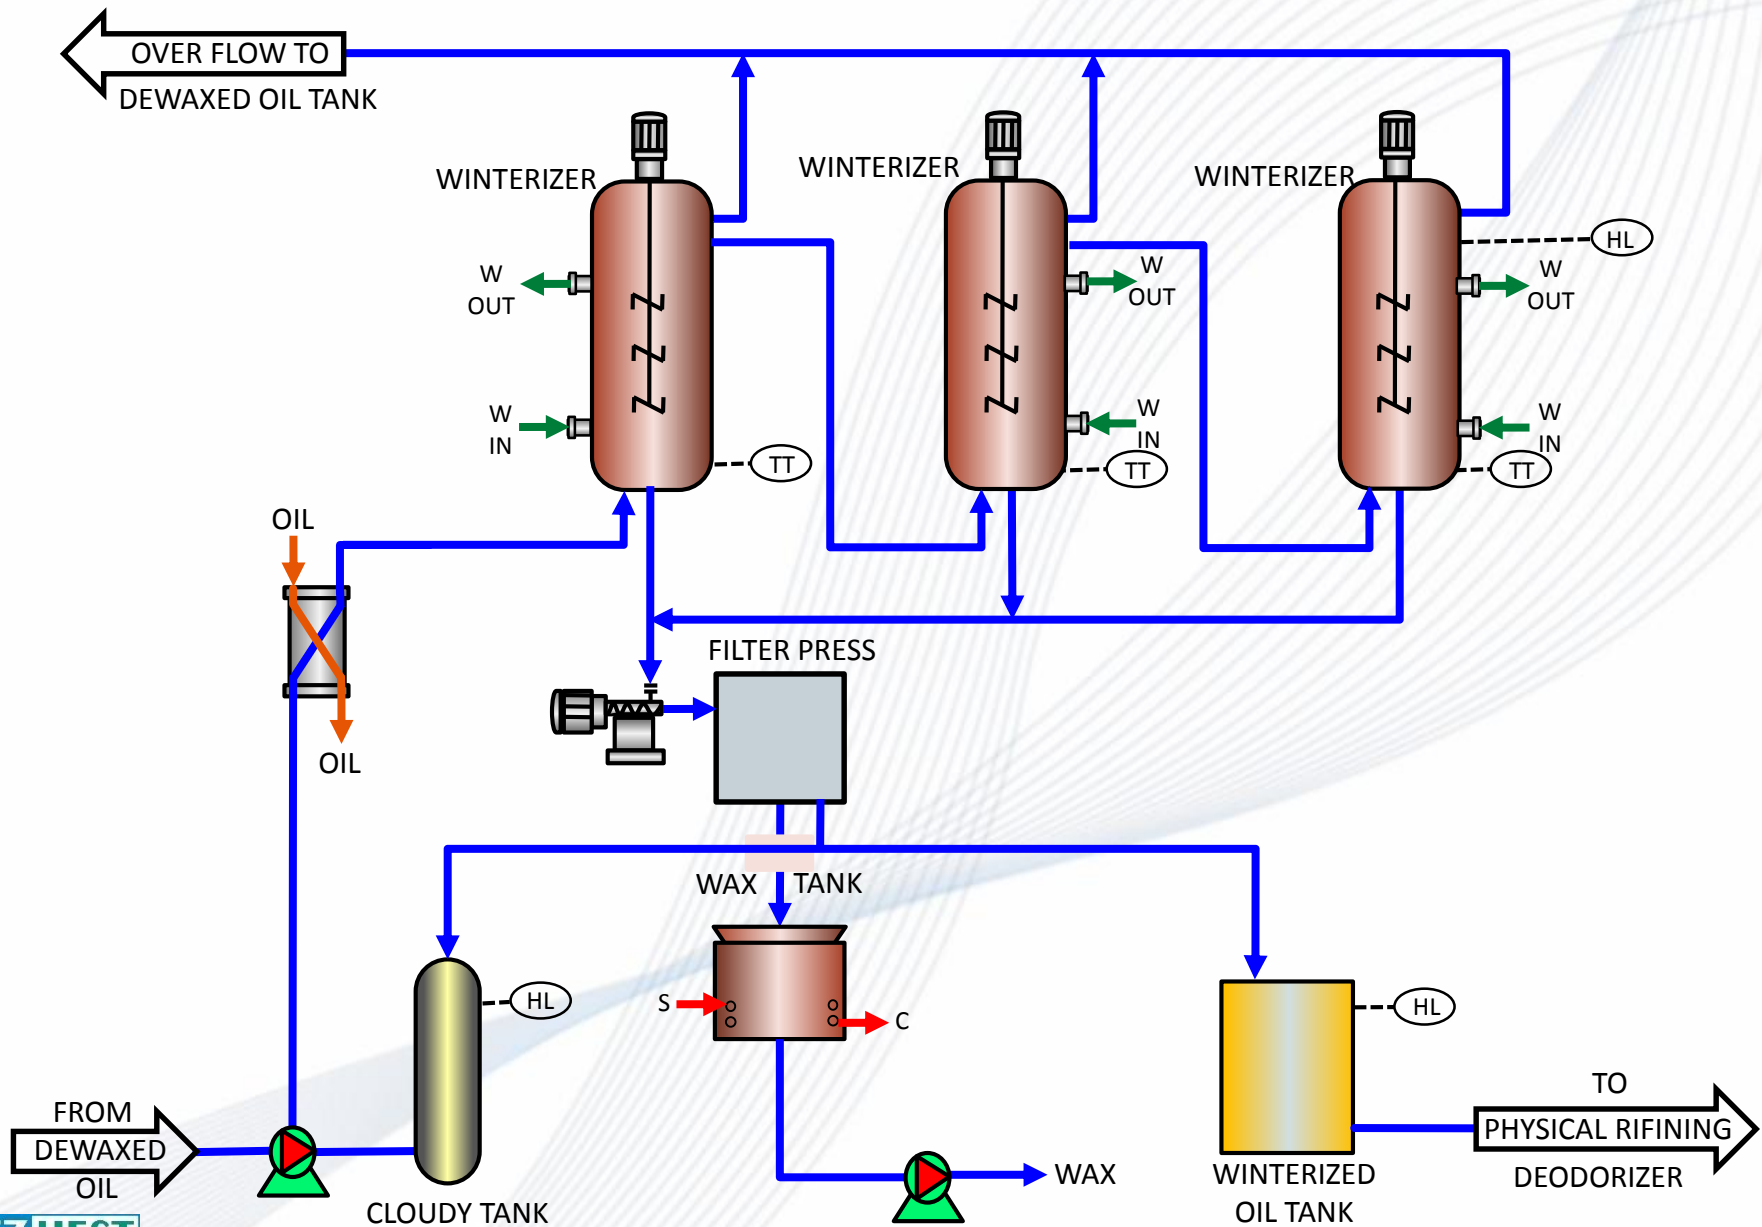 OVER FLOW TO
DEWAXED OIL TANK
WINTERIZER
WINTERIZER
WINTERIZER
HL
W
OUT
W
OUT
W
OUT
W
IN
W
IN
W
IN
TT
TT
TT
OIL
OIL
FILTER PRESS
WAX TANK
HL
S
C
HL
FROM
DEWAXED
OIL
CLOUDY TANK
WAX
WINTERIZED
OIL TANK
TO
PHYSICAL RIFINING
DEODORIZER